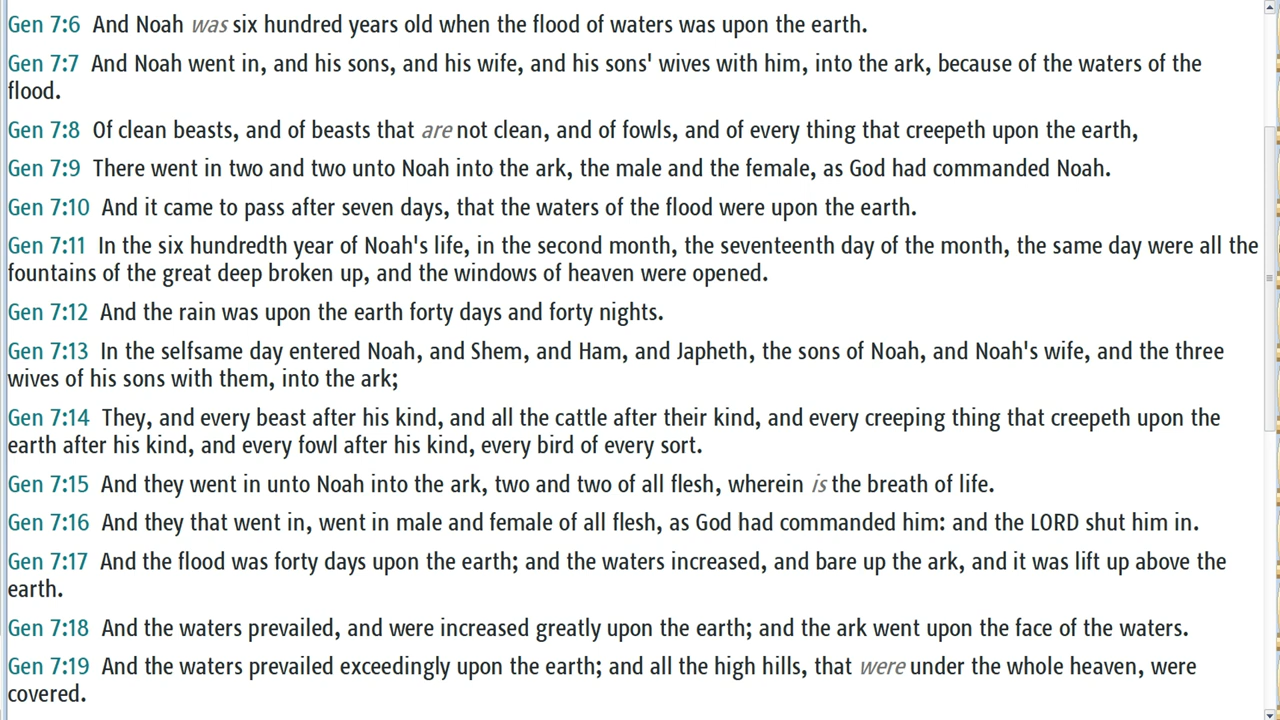 Gen 7:6 And Noah was six hundred years old when the flood of waters was upon the earth.
Gen 7:7 And Noah went in, and his sons, and his wife, and his sons' wives with him, into the ark, because of the waters of the
flood.
Gen 7:8 Of clean beasts, and of beasts that are not clean, and of fowls, and of every thing that creepeth upon the earth,
Gen 7:9 There went in two and two unto Noah into the ark, the male and the female, as God had commanded Noah.
Gen 7:10 And it came to pass after seven days, that the waters of the flood were upon the earth.
Gen 7:11 In the six hundredth year of Noah's life, in the second month, the seventeenth day of the month, the same day were all the
fountains of the great deep broken up, and the windows of heaven were opened.
Gen 7:12 And the rain was upon the earth forty days and forty nights.
Gen 7:13 In the selfsame day entered Noah, and Shem, and Ham, and Japheth, the sons of Noah, and Noah's wife, and the three
wives of his sons with them, into the ark;
Gen 7:14 They, and every beast after his kind, and all the cattle after their kind, and every creeping thing that creepeth upon the
earth after his kind, and every fowl after his kind, every bird of every sort.
Gen 7:15 And they went in unto Noah into the ark, two and two of all flesh, wherein is the breath of life.
Gen 7:16 And they that went in, went in male and female of all flesh, as God had commanded him: and the LORD shut him in.
Gen 7:17 And the flood was forty days upon the earth; and the waters increased, and bare up the ark, and it was lift up above the
earth.
Gen 7:18 And the waters prevailed, and were increased greatly upon the earth; and the ark went upon the face of the waters.
Gen 7:19 And the waters prevailed exceedingly upon the earth; and all the high hills, that were under the whole heaven, were
covered.